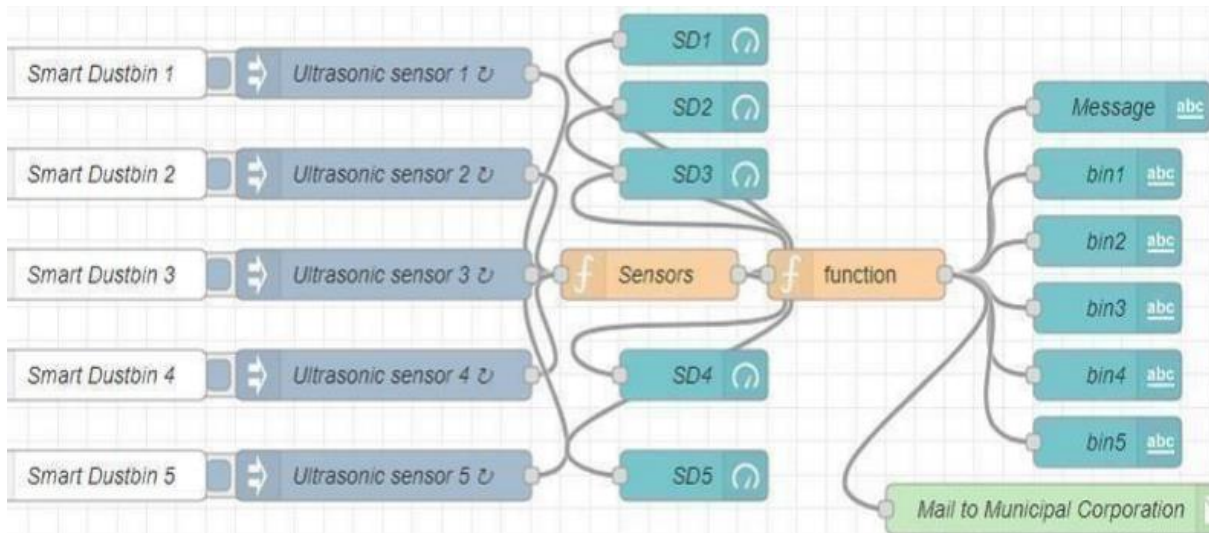 Smart Dustbin 1
Ultrasonic sensor 1 ↻
Smart Dustbin 2
Ultrasonic sensor 2 ↻
Smart Dustbin 3
Ultrasonic sensor 3 ↻
Smart Dustbin 4
Ultrasonic sensor 4 ↻
Smart Dustbin 5
Ultrasonic sensor 5 ↻
SD1
SD2
SD3
Sensors
SD4
SD5
function
Message abc
bin1 abc
bin2 abc
bin3 abc
bin4 abc
bin5 abc
Mail to Municipal Corporation